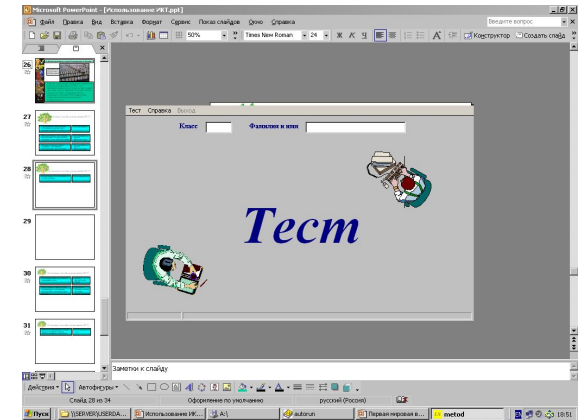 Microsoft PowerPoint - [Использование ИКТ.ppt]
Файл Правка Вид Вставка Формат Сервис Показ слайдов Окно Справка
Введите вопрос
50% Times New Roman 24 Ж К Ч Конструктор Создать слайд
26
27
28
29
30
31
Тест Справка Выход
Класс Фамилия и имя
Тест
Заметки к слайду
Действия Автофигуры
Слайд 28 из 34 Оформление по умолчанию русский (Россия)
Пуск \\SERVER\USERDA... Использование ИК... A:\ autorun Первая мировая в... metod 18:51